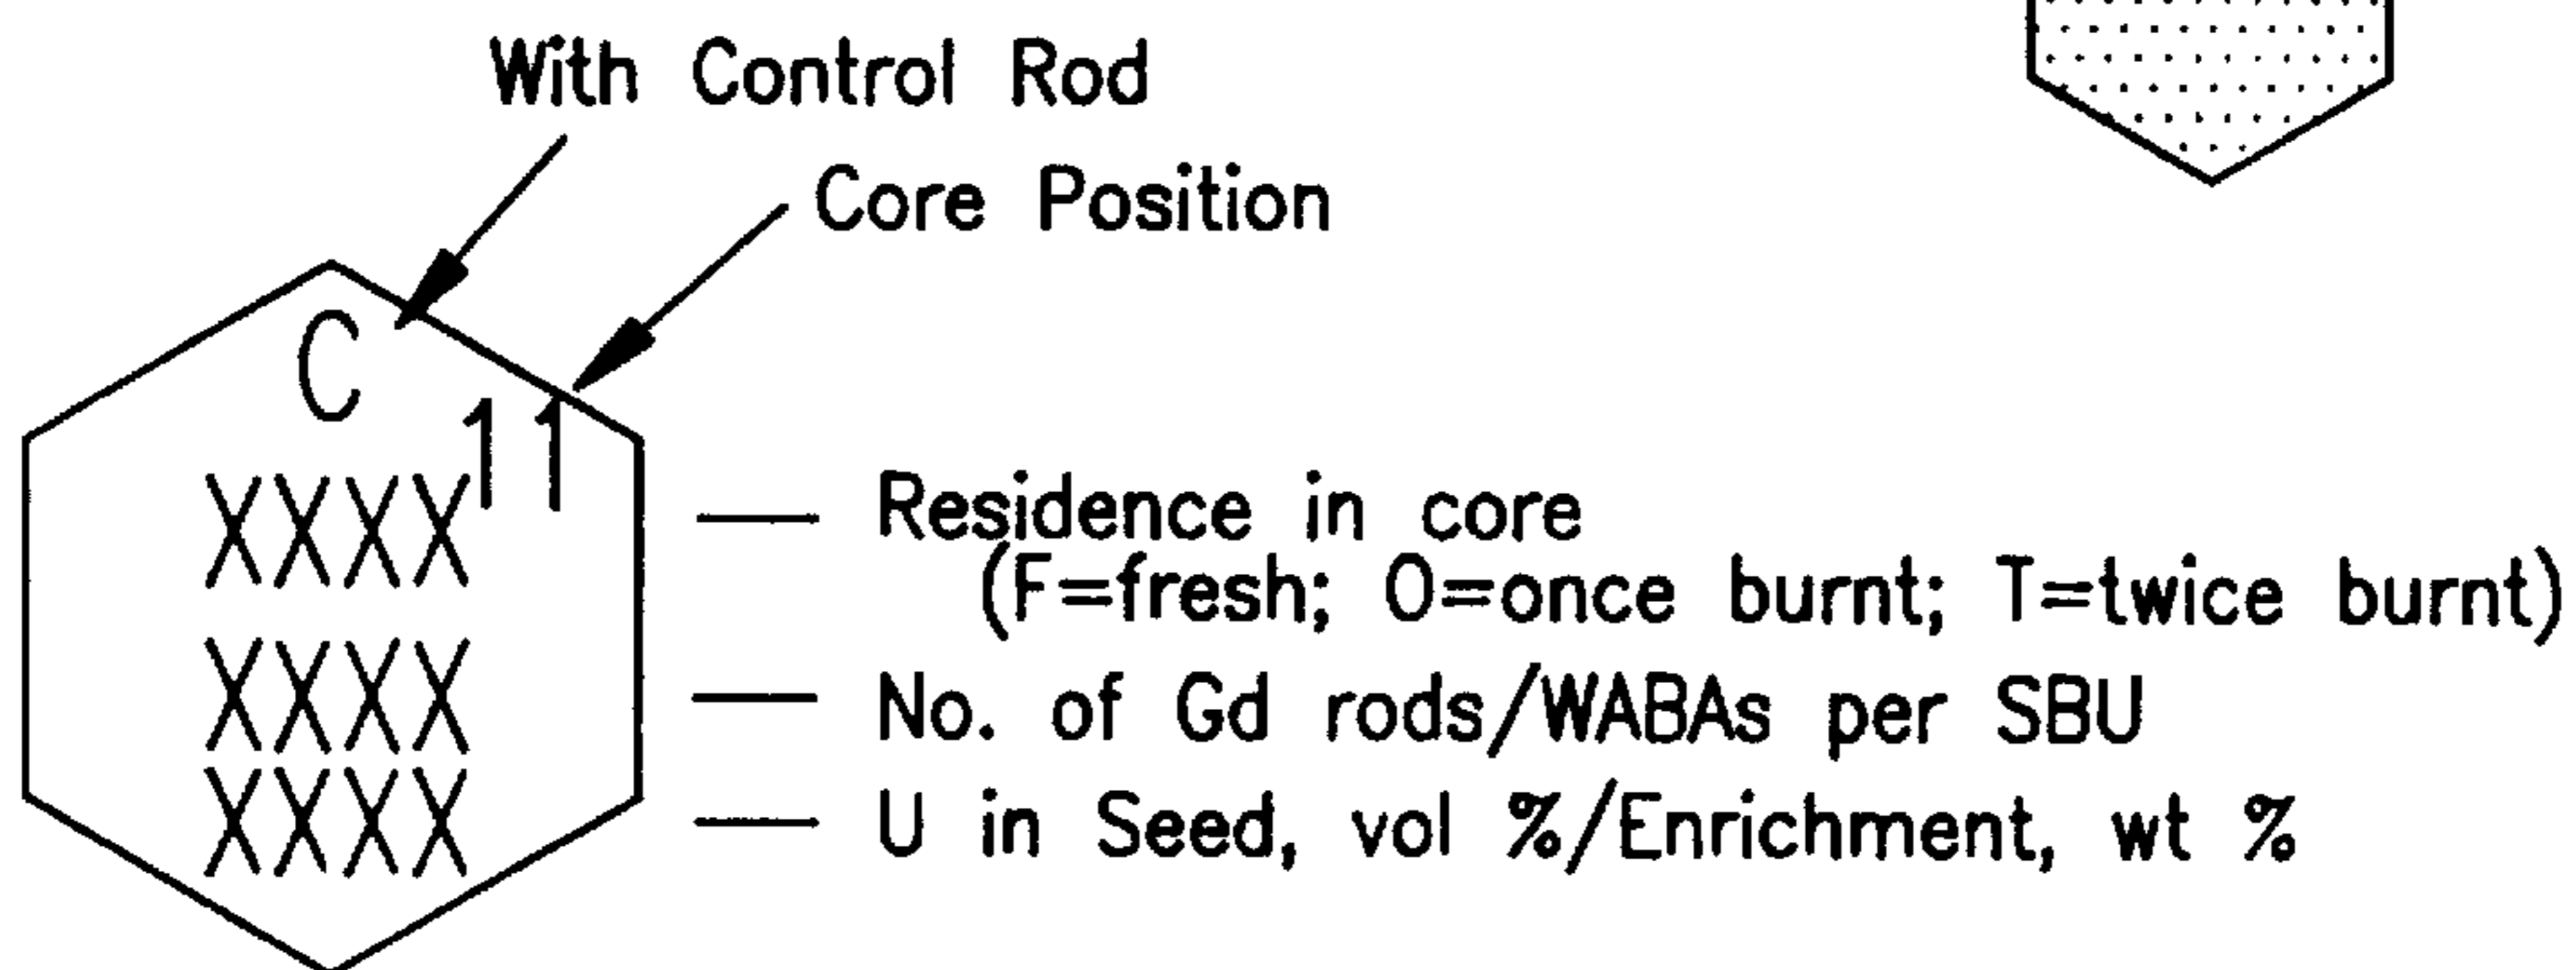 With Control Rod
Core Position
C
11
XXXX — Residence in core
(F=fresh; O=once burnt; T=twice burnt)
XXXX — No. of Gd rods/WABAs per SBU
XXXX — U in Seed, vol %/Enrichment, wt %